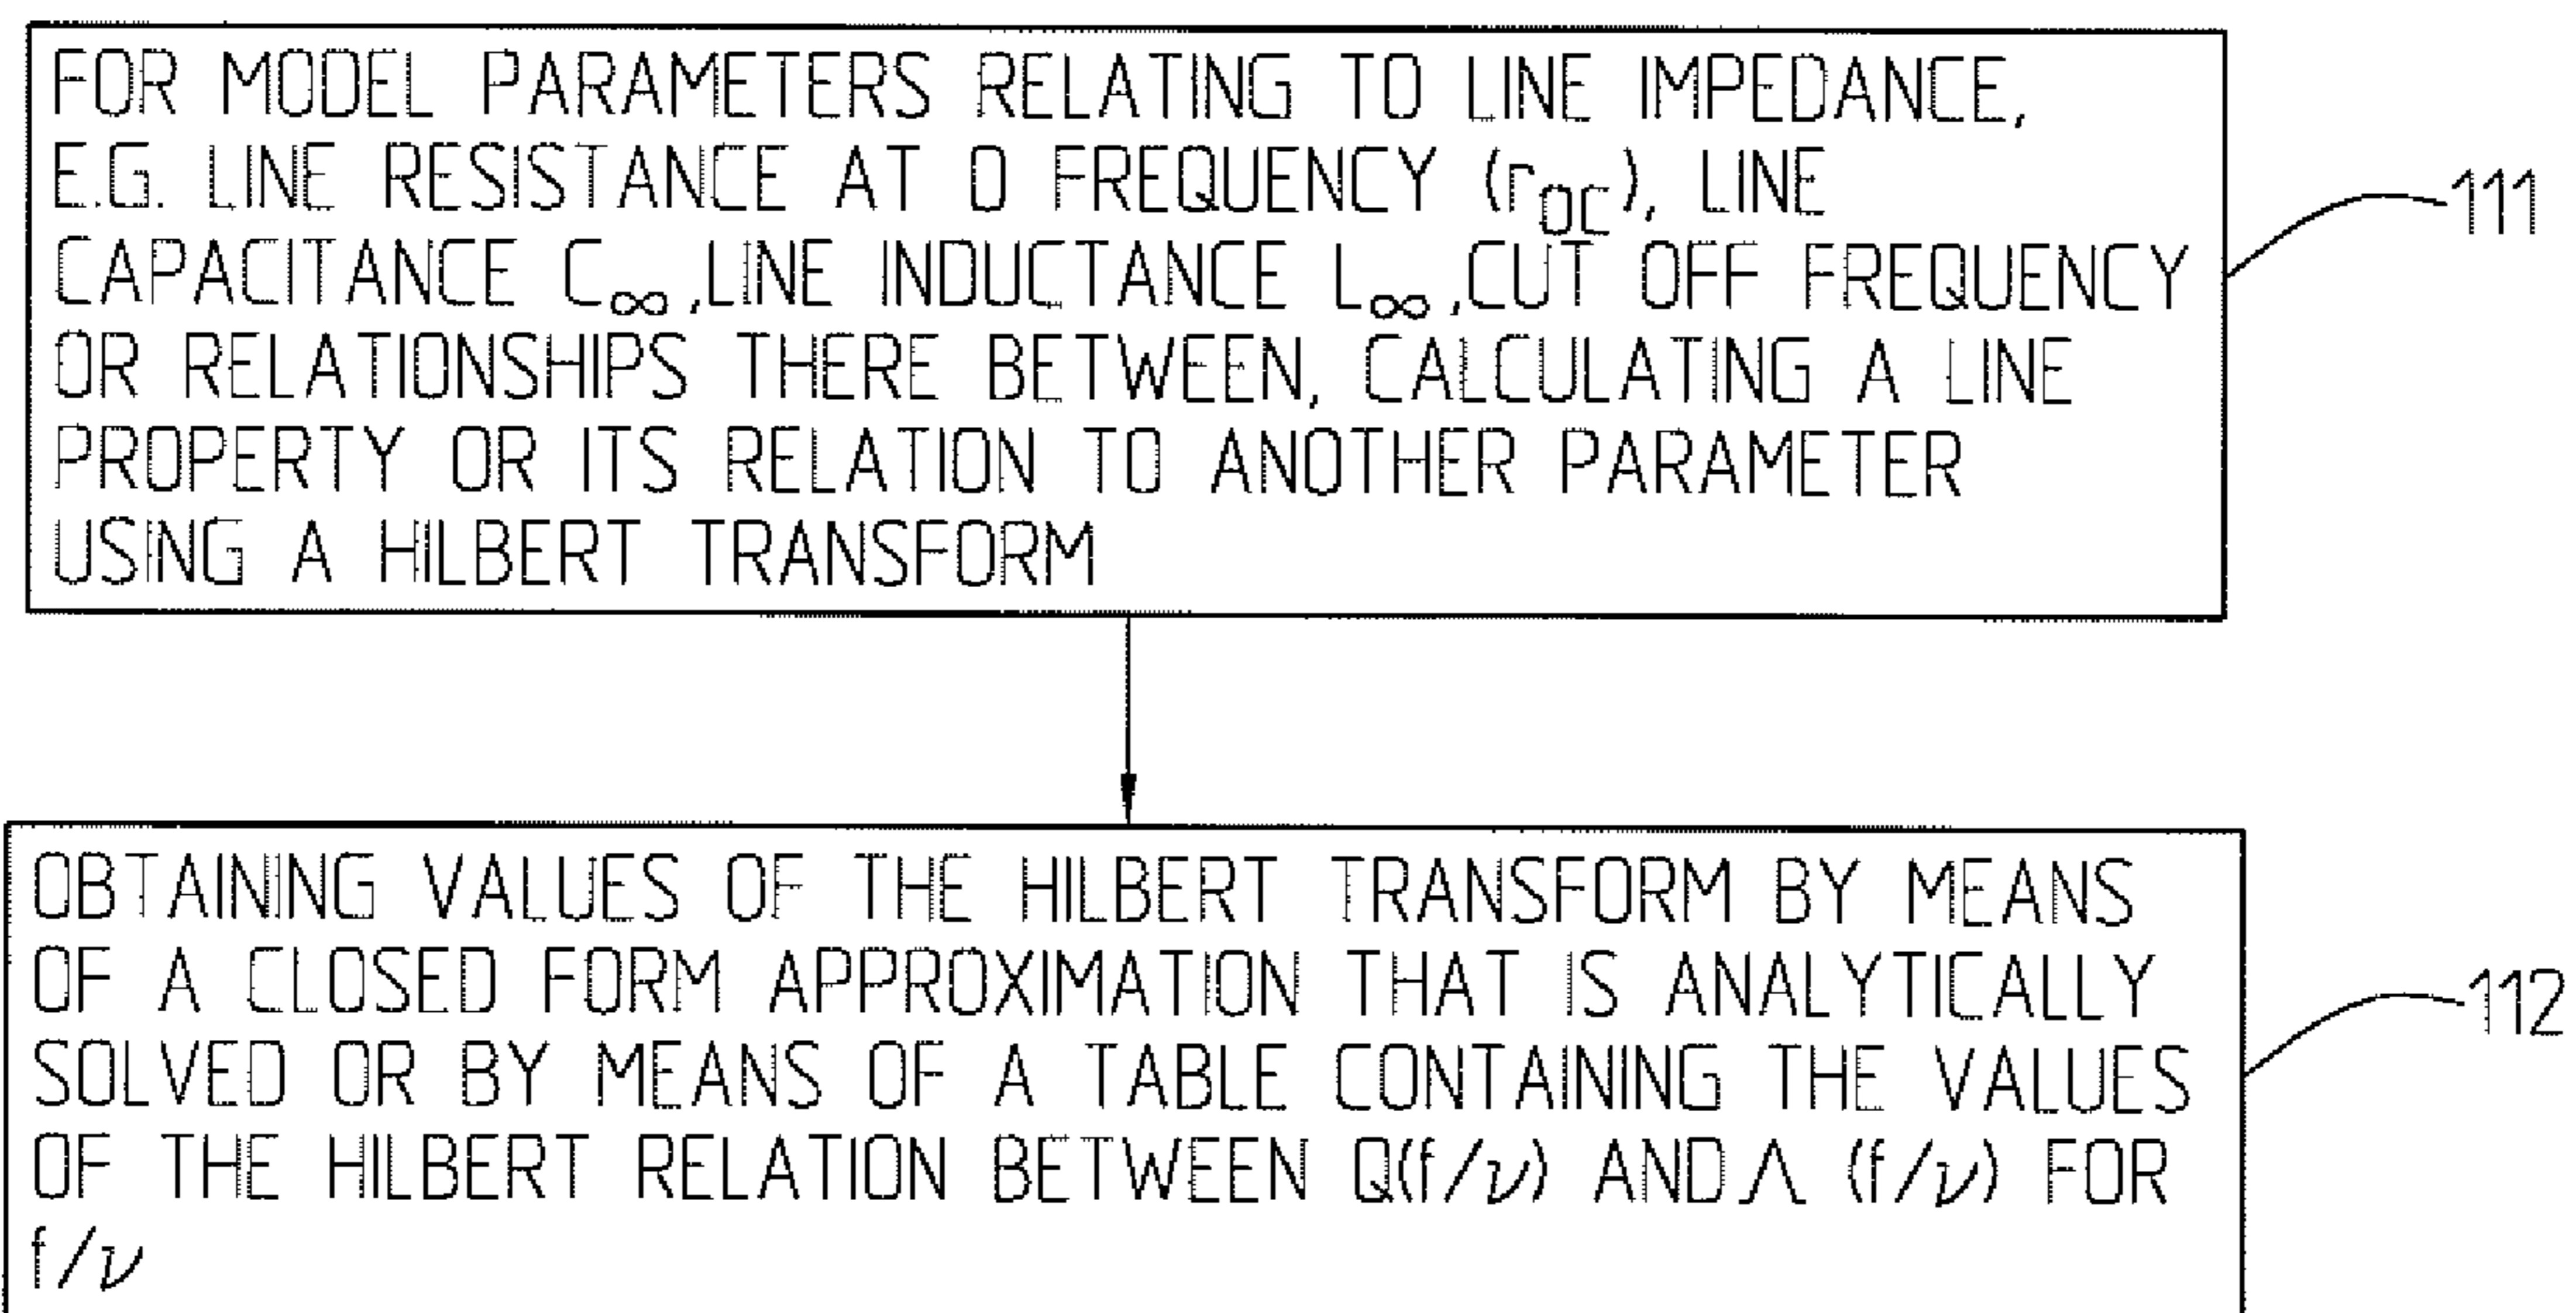 FOR MODEL PARAMETERS RELATING TO LINE IMPEDANCE,
E.G. LINE RESISTANCE AT 0 FREQUENCY (r₀C), LINE
CAPACITANCE C∞,LINE INDUCTANCE L∞,CUT OFF FREQUENCY
OR RELATIONSHIPS THERE BETWEEN, CALCULATING A LINE
PROPERTY OR ITS RELATION TO ANOTHER PARAMETER
USING A HILBERT TRANSFORM
111
OBTAINING VALUES OF THE HILBERT TRANSFORM BY MEANS
OF A CLOSED FORM APPROXIMATION THAT IS ANALYTICALLY
SOLVED OR BY MEANS OF A TABLE CONTAINING THE VALUES
OF THE HILBERT RELATION BETWEEN Q(f/ν) AND Λ (f/ν) FOR
f/ν
112